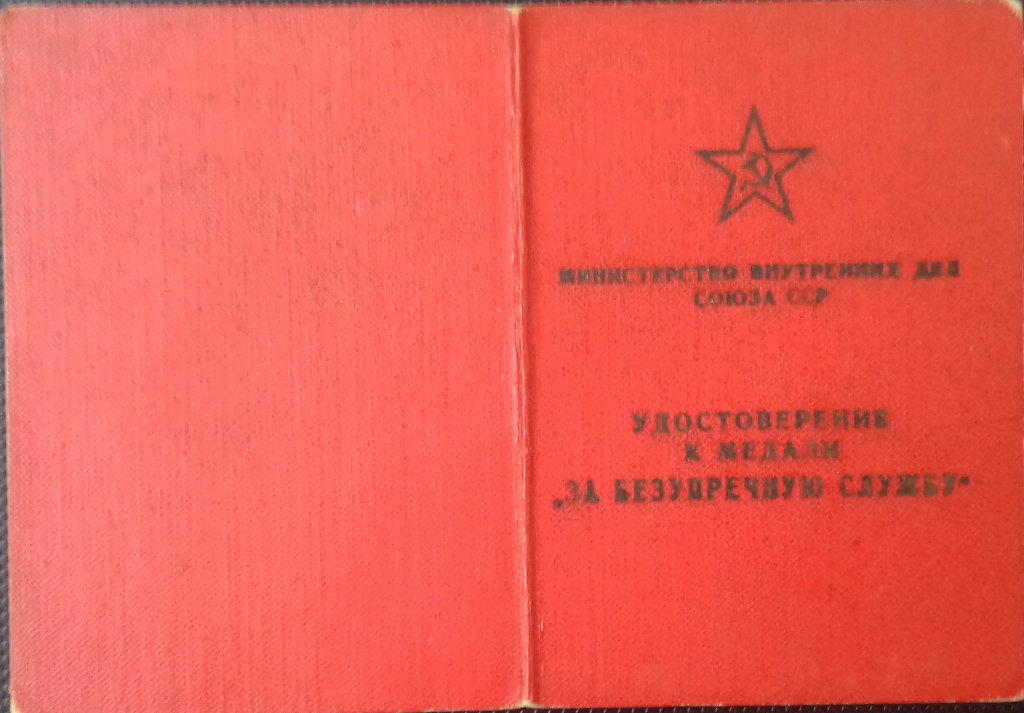 МИНИСТЕРСТВО ВНУТРЕННИХ ДЕЛ
СОЮЗА ССР
УДОСТОВЕРЕНИЕ
К МЕДАЛИ
„ЗА БЕЗУПРЕЧНУЮ СЛУЖБУ“